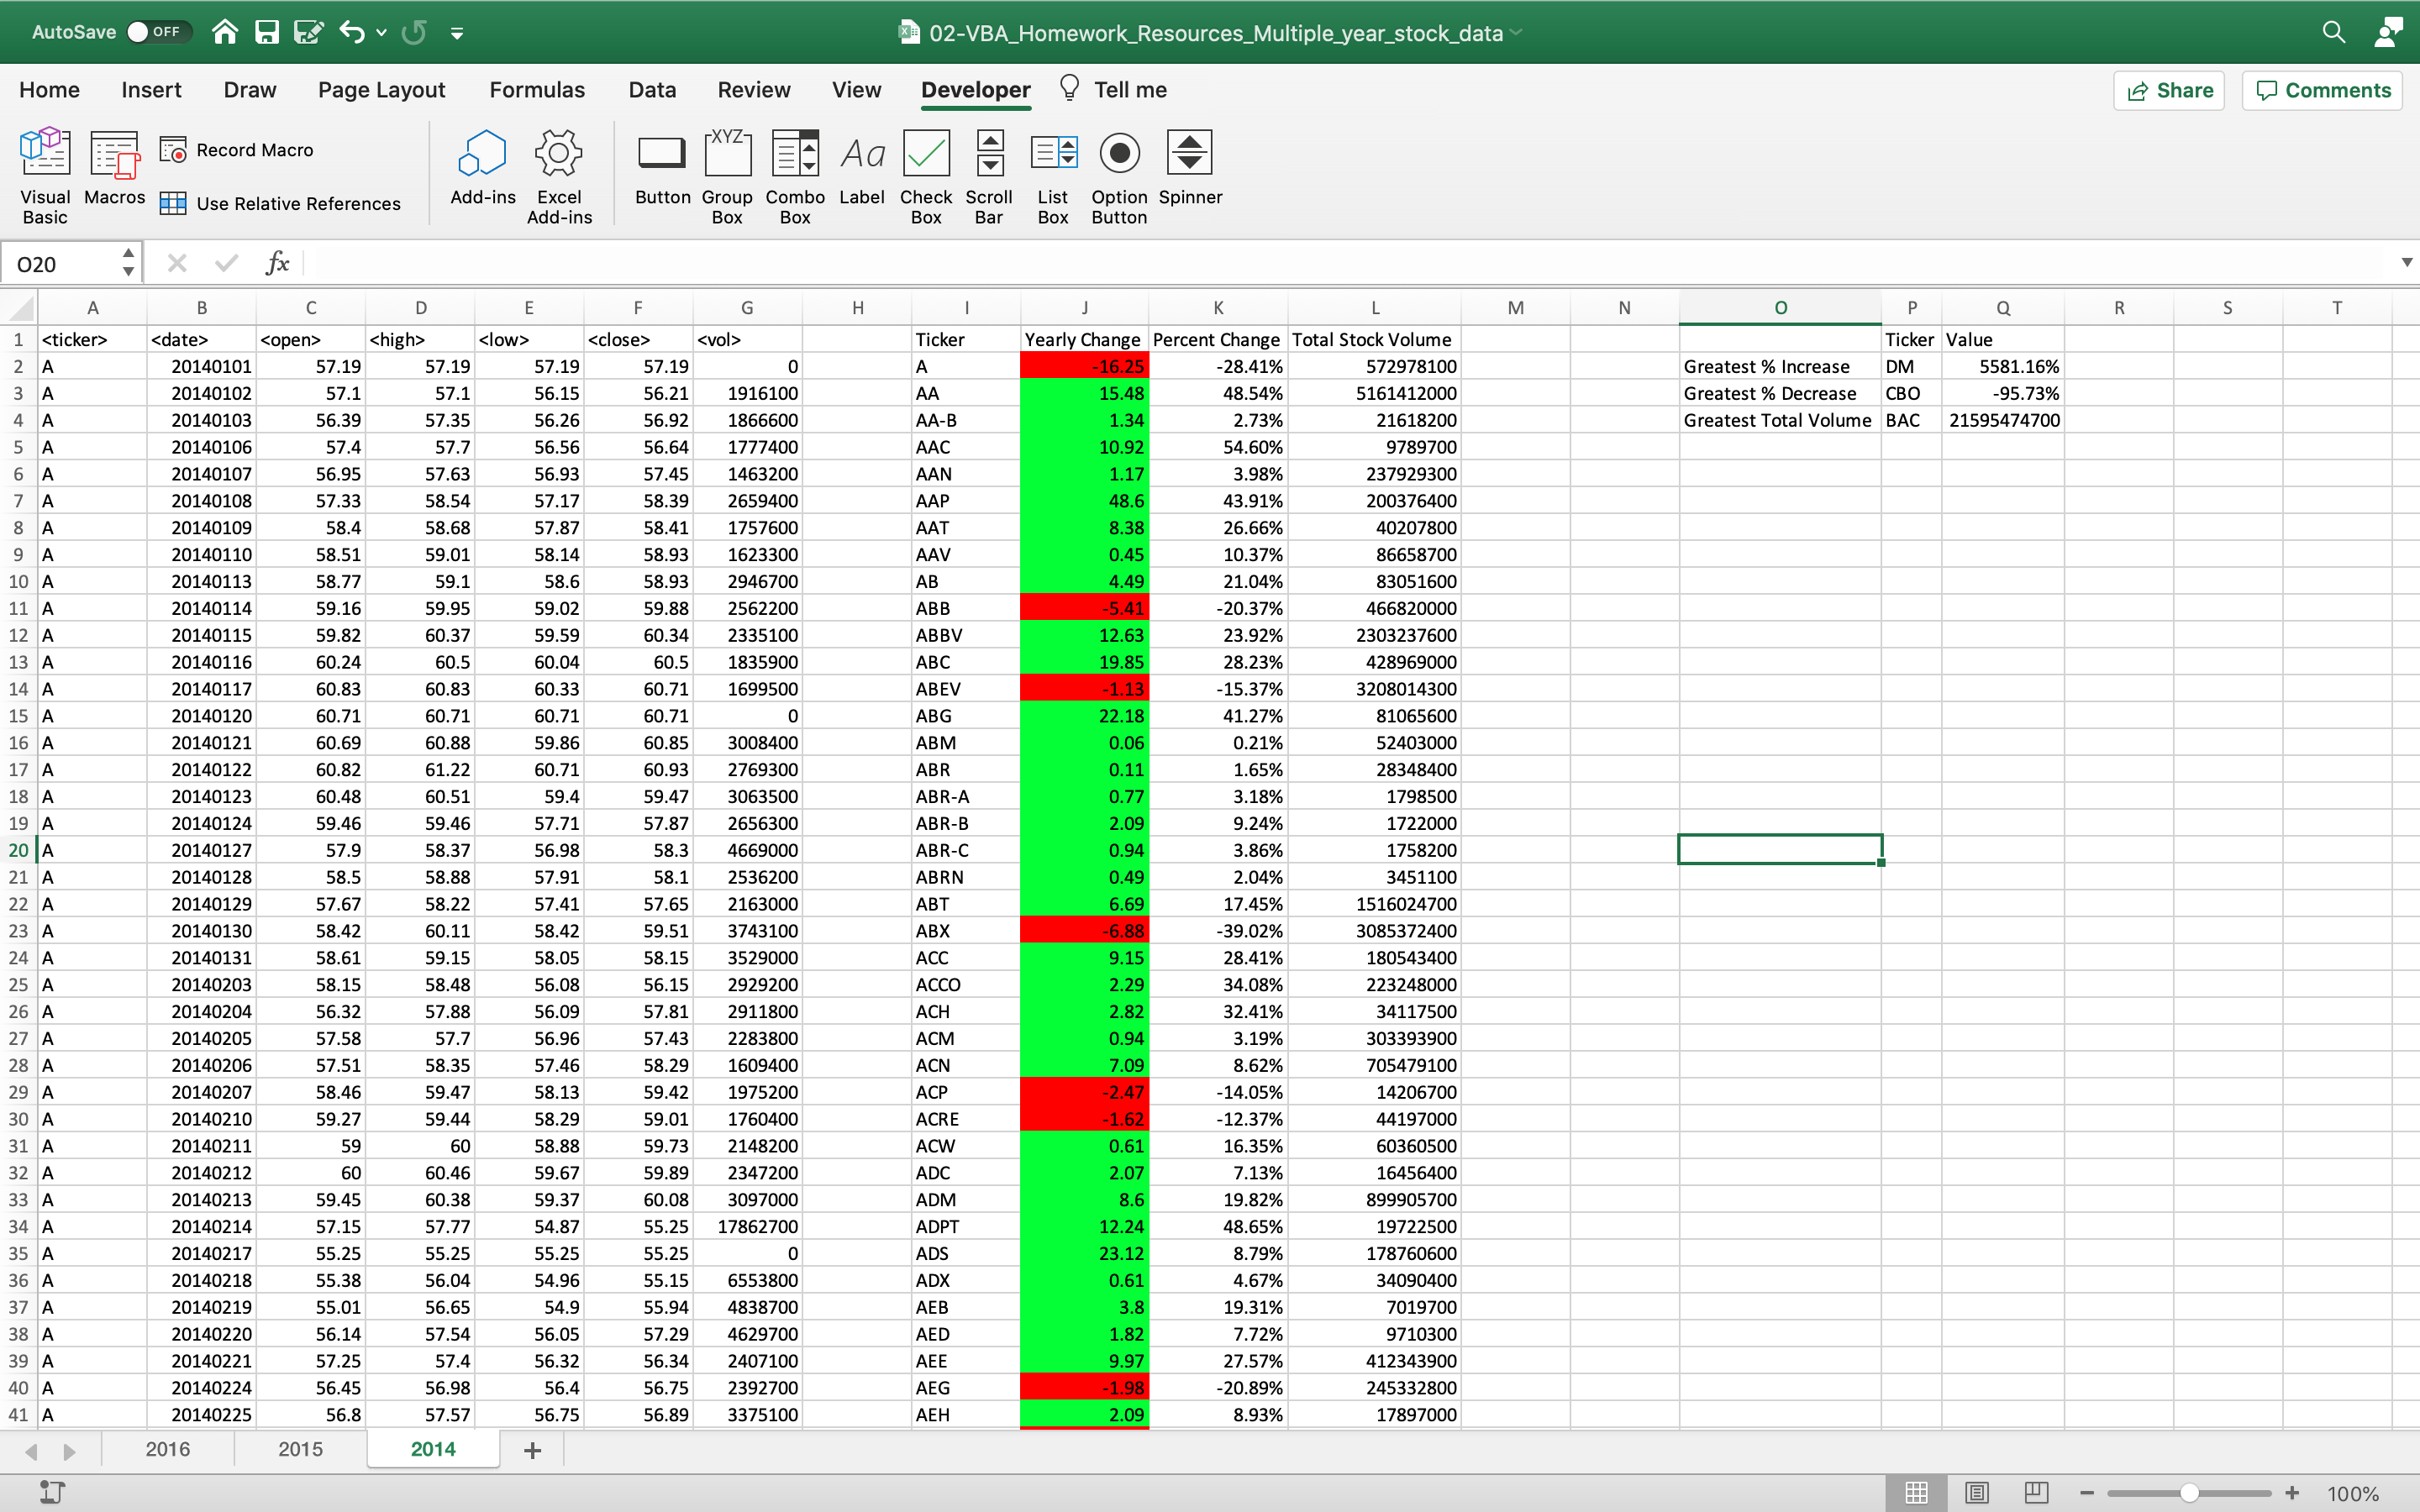 AutoSave OFF 02-VBA_Homework_Resources_Multiple_year_stock_data
Home Insert Draw Page Layout Formulas Data Review View Developer Tell me Share Comments
Visual Basic Macros Record Macro Use Relative References Add-ins Excel Add-ins Button XYZ Group Box Combo Box Aa Label Check Box Scroll Bar List Box Option Button Spinner
O20 fx
A B C D E F G H I J K L M N O P Q R S T
1 <ticker> <date> <open> <high> <low> <close> <vol> Ticker Yearly Change Percent Change Total Stock Volume Ticker Value
2 A 20140101 57.19 57.19 57.19 57.19 0 A -16.25 -28.41% 572978100 Greatest % Increase DM 5581.16%
3 A 20140102 57.1 57.1 56.15 56.21 1916100 AA 15.48 48.54% 5161412000 Greatest % Decrease CBO -95.73%
4 A 20140103 56.39 57.35 56.26 56.92 1866600 AA-B 1.34 2.73% 21618200 Greatest Total Volume BAC 21595474700
5 A 20140106 57.4 57.7 56.56 56.64 1777400 AAC 10.92 54.60% 9789700
6 A 20140107 56.95 57.63 56.93 57.45 1463200 AAN 1.17 3.98% 237929300
7 A 20140108 57.33 58.54 57.17 58.39 2659400 AAP 48.6 43.91% 200376400
8 A 20140109 58.4 58.68 57.87 58.41 1757600 AAT 8.38 26.66% 40207800
9 A 20140110 58.51 59.01 58.14 58.93 1623300 AAV 0.45 10.37% 86658700
10 A 20140113 58.77 59.1 58.6 58.93 2946700 AB 4.49 21.04% 83051600
11 A 20140114 59.16 59.95 59.02 59.88 2562200 ABB -5.41 -20.37% 466820000
12 A 20140115 59.82 60.37 59.59 60.34 2335100 ABBV 12.63 23.92% 2303237600
13 A 20140116 60.24 60.5 60.04 60.5 1835900 ABC 19.85 28.23% 428969000
14 A 20140117 60.83 60.83 60.33 60.71 1699500 ABEV -1.13 -15.37% 3208014300
15 A 20140120 60.71 60.71 60.71 60.71 0 ABG 22.18 41.27% 81065600
16 A 20140121 60.69 60.88 59.86 60.85 3008400 ABM 0.06 0.21% 52403000
17 A 20140122 60.82 61.22 60.71 60.93 2769300 ABR 0.11 1.65% 28348400
18 A 20140123 60.48 60.51 59.4 59.47 3063500 ABR-A 0.77 3.18% 1798500
19 A 20140124 59.46 59.46 57.71 57.87 2656300 ABR-B 2.09 9.24% 1722000
20 A 20140127 57.9 58.37 56.98 58.3 4669000 ABR-C 0.94 3.86% 1758200
21 A 20140128 58.5 58.88 57.91 58.1 2536200 ABRN 0.49 2.04% 3451100
22 A 20140129 57.67 58.22 57.41 57.65 2163000 ABT 6.69 17.45% 1516024700
23 A 20140130 58.42 60.11 58.42 59.51 3743100 ABX -6.88 -39.02% 3085372400
24 A 20140131 58.61 59.15 58.05 58.15 3529000 ACC 9.15 28.41% 180543400
25 A 20140203 58.15 58.48 56.08 56.15 2929200 ACCO 2.29 34.08% 223248000
26 A 20140204 56.32 57.88 56.09 57.81 2911800 ACH 2.82 32.41% 34117500
27 A 20140205 57.58 57.7 56.96 57.43 2283800 ACM 0.94 3.19% 303393900
28 A 20140206 57.51 58.35 57.46 58.29 1609400 ACN 7.09 8.62% 705479100
29 A 20140207 58.46 59.47 58.13 59.42 1975200 ACP -2.47 -14.05% 14206700
30 A 20140210 59.27 59.44 58.29 59.01 1760400 ACRE -1.62 -12.37% 44197000
31 A 20140211 59 60 58.88 59.73 2148200 ACW 0.61 16.35% 60360500
32 A 20140212 60 60.46 59.67 59.89 2347200 ADC 2.07 7.13% 16456400
33 A 20140213 59.45 60.38 59.37 60.08 3097000 ADM 8.6 19.82% 899905700
34 A 20140214 57.15 57.77 54.87 55.25 17862700 ADPT 12.24 48.65% 19722500
35 A 20140217 55.25 55.25 55.25 55.25 0 ADS 23.12 8.79% 178760600
36 A 20140218 55.38 56.04 54.96 55.15 6553800 ADX 0.61 4.67% 34090400
37 A 20140219 55.01 56.65 54.9 55.94 4838700 AEB 3.8 19.31% 7019700
38 A 20140220 56.14 57.54 56.05 57.29 4629700 AED 1.82 7.72% 9710300
39 A 20140221 57.25 57.4 56.32 56.34 2407100 AEE 9.97 27.57% 412343900
40 A 20140224 56.45 56.98 56.4 56.75 2392700 AEG -1.98 -20.89% 245332800
41 A 20140225 56.8 57.57 56.75 56.89 3375100 AEH 2.09 8.93% 17897000
2016 2015 2014 +
100%